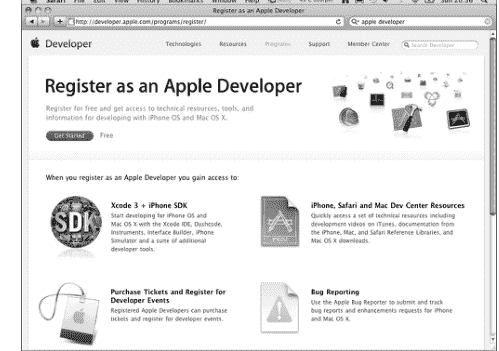 Safari File Edit View History Bookmarks Window Help
Register as an Apple Developer
http://developer.apple.com/programs/register/
apple developer
Developer
Technologies Resources Programs Support Member Center Search Developer
Register as an Apple Developer
Register for free and get access to technical resources, tools, and
information for developing with iPhone OS and Mac OS X.
Get Started Free
When you register as an Apple Developer you gain access to:
SDK
Xcode 3 + iPhone SDK
Start developing for iPhone OS and
Mac OS X with the Xcode IDE, Dashcode,
Instruments, Interface Builder, iPhone
Simulator and a suite of additional
developer tools.
iPhone, Safari and Mac Dev Center Resources
Quickly access a set of technical resources including
development videos on iTunes, documentation from
the iPhone, Mac, and Safari Reference Libraries, and
Mac OS X downloads.
Purchase Tickets and Register for
Developer Events
Registered Apple Developers can purchase
tickets and register for developer events.
Bug Reporting
Use the Apple Bug Reporter to submit and track
bug reports and enhancements requests for iPhone
and Mac OS X.